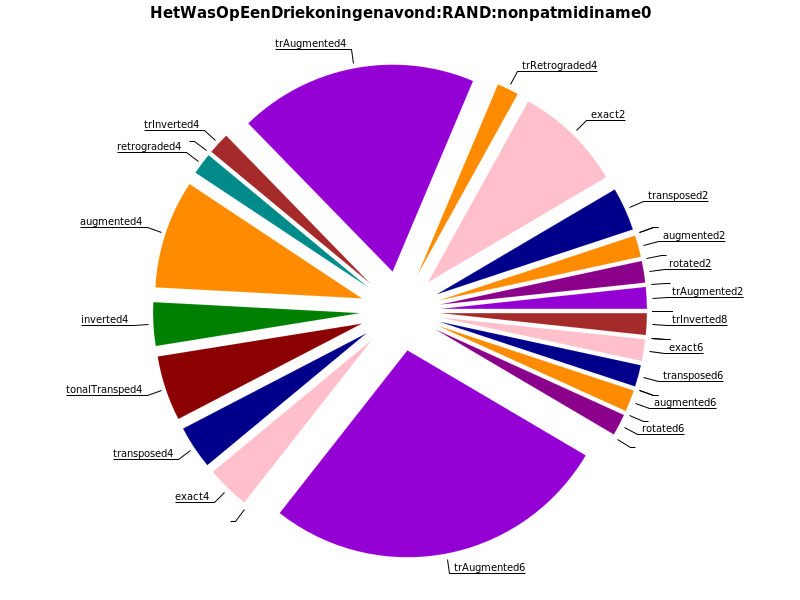 HetWasOpEenDriekoningenavond:RAND:nonpatmidiname0
trAugmented4
trRetrograded4
exact2
trInverted4
retrograded4
transposed2
augmented4
augmented2
rotated2
trAugmented2
inverted4
trInverted8
exact6
tonalTransped4
transposed6
augmented6
rotated6
transposed4
exact4
trAugmented6